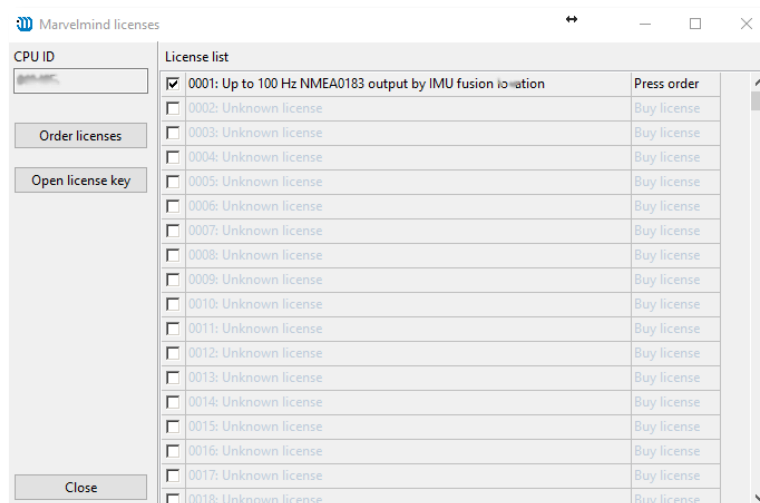 Marvelmind licenses
CPU ID
License list
0001: Up to 100 Hz NMEA0183 output by IMU fusion Press order
0002: Unknown license Buy license
0003: Unknown license Buy license
Order licenses
0004: Unknown license Buy license
0005: Unknown license Buy license
Open license key
0006: Unknown license Buy license
0007: Unknown license Buy license
0008: Unknown license Buy license
0009: Unknown license Buy license
0010: Unknown license Buy license
0011: Unknown license Buy license
0012: Unknown license Buy license
0013: Unknown license Buy license
0014: Unknown license Buy license
0015: Unknown license Buy license
0016: Unknown license Buy license
0017: Unknown license Buy license
Close
0018: Unknown license Buy license